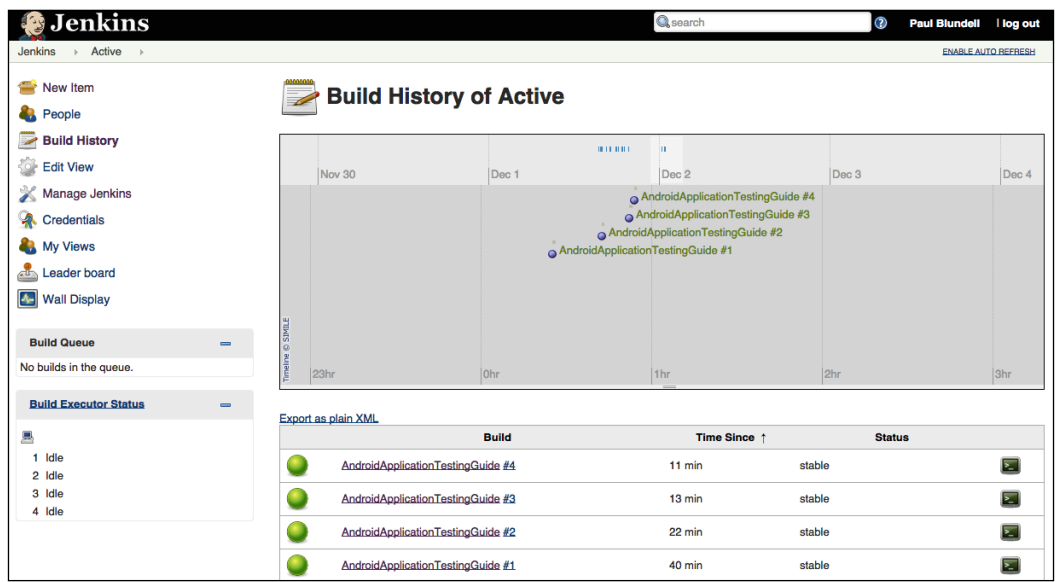 Jenkins
search
Paul Blundell | log out
Jenkins Active
ENABLE AUTO REFRESH
New Item
People
Build History
Edit View
Manage Jenkins
Credentials
My Views
Leader board
Wall Display
Build Queue
No builds in the queue.
Build Executor Status
1 Idle
2 Idle
3 Idle
4 Idle
Build History of Active
Nov 30 Dec 1 Dec 2 Dec 3 Dec 4
AndroidApplicationTestingGuide #4
AndroidApplicationTestingGuide #3
AndroidApplicationTestingGuide #2
AndroidApplicationTestingGuide #1
Timeline © SIMILE
23hr 0hr 1hr 2hr 3hr
Export as plain XML
Build Time Since ↑ Status
AndroidApplicationTestingGuide #4 11 min stable
AndroidApplicationTestingGuide #3 13 min stable
AndroidApplicationTestingGuide #2 22 min stable
AndroidApplicationTestingGuide #1 40 min stable